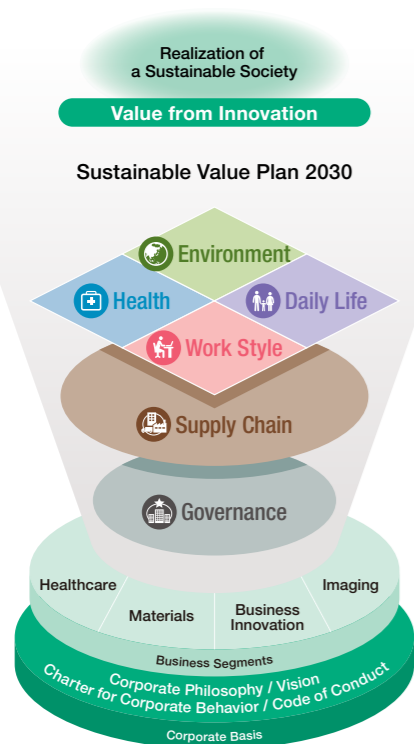 Realization of
a Sustainable Society
Value from Innovation
Sustainable Value Plan 2030
Environment
Health
Daily Life
Work Style
Supply Chain
Governance
Healthcare
Materials
Business
Innovation
Imaging
Business Segments
Corporate Philosophy / Vision
Charter for Corporate Behavior / Code of Conduct
Corporate Basis